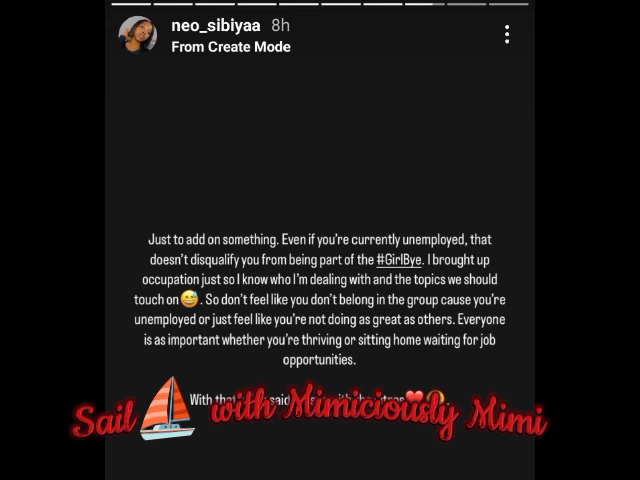 neo_sibiyaa 8h
From Create Mode
Just to add on something. Even if you're currently unemployed, that
doesn't disqualify you from being part of the #GirlBye. I brought up
occupation just so I know who I'm dealing with and the topics we should
touch on😅. So don't feel like you don't belong in the group cause you're
unemployed or just feel like you're not doing as great as others. Everyone
is as important whether you're thriving or sitting home waiting for job
opportunities.
With that said
Sail⛵ with Mimiciously Mimi